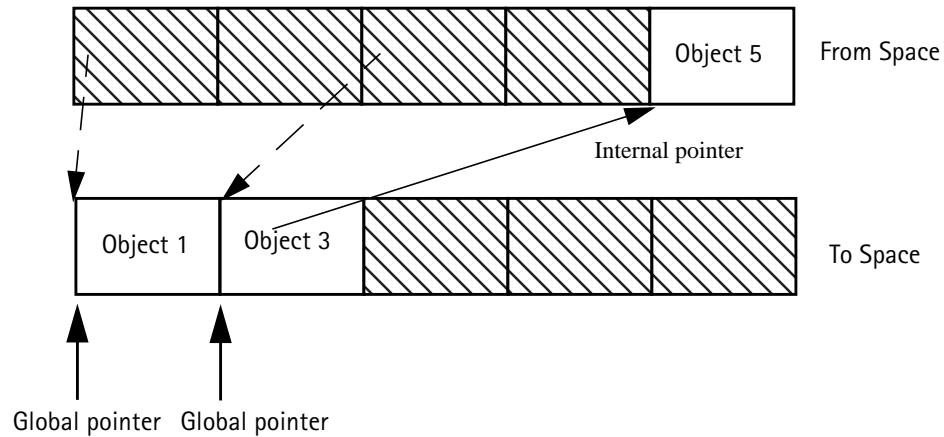 Object 5
From Space
Internal pointer
Object 1
Object 3
To Space
Global pointer
Global pointer